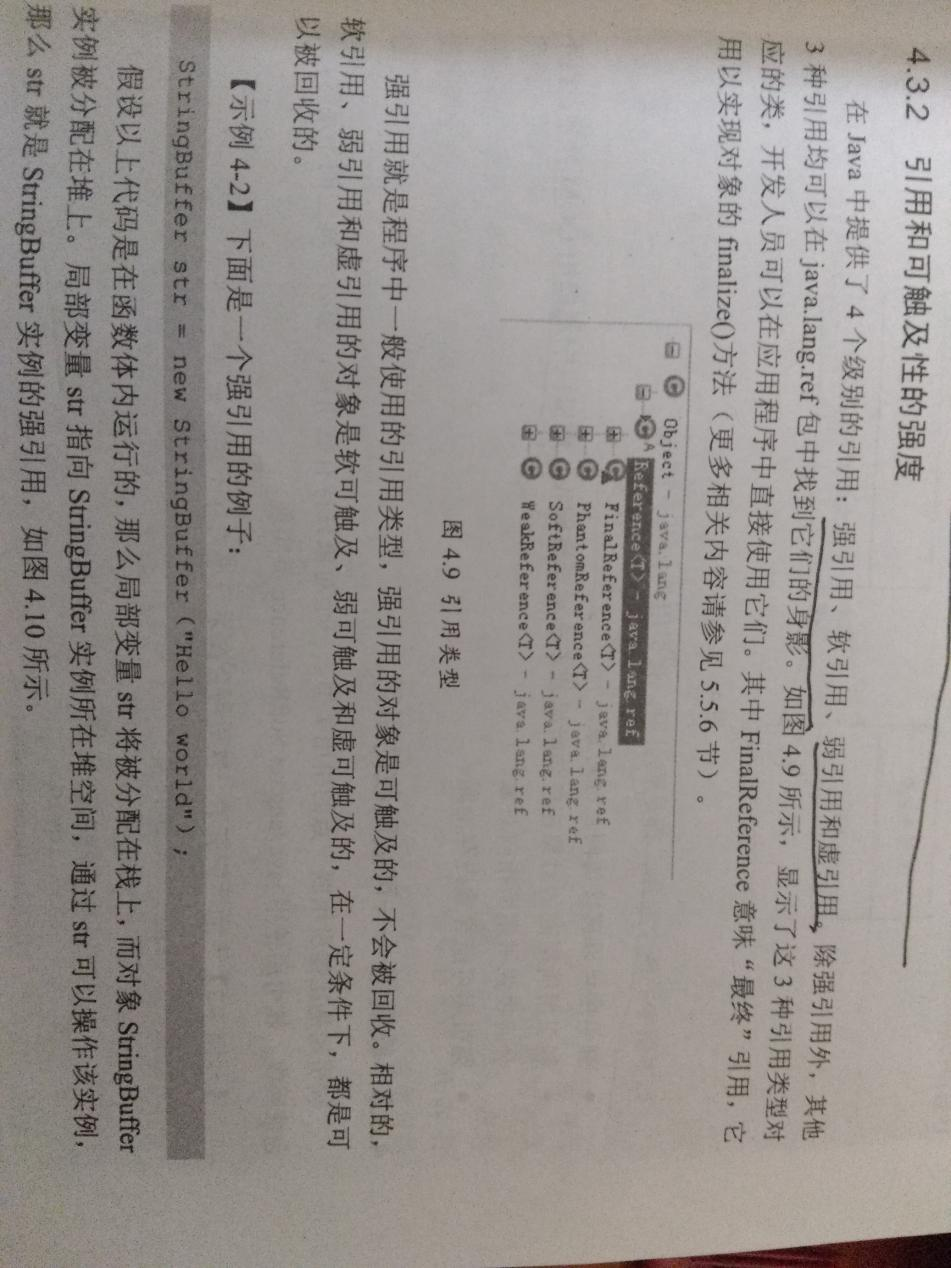 4.3.2 引用和可触及性的强度
在 Java 中提供了 4 个级别的引用：强引用、软引用、弱引用和虚引用。除强引用外，其他
3 种引用均可以在 java.lang.ref 包中找到它们的身影。如图 4.9 所示，显示了这 3 种引用类型对
应的类，开发人员可以在应用程序中直接使用它们。其中 FinalReference 意味“最终”引用，它
用以实现对象的 finalize()方法（更多相关内容请参见 5.5.6 节）。
Object - java.lang
Reference<T> - java.lang.ref
FinalReference<T> - java.lang.ref
PhantomReference<T> - java.lang.ref
SoftReference<T> - java.lang.ref
WeakReference<T> - java.lang.ref
图 4.9 引用类型
强引用就是程序中一般使用的引用类型，强引用的对象是可触及的，不会被回收。相对的，
软引用、弱引用和虚引用的对象是软可触及、弱可触及和虚可触及的，在一定条件下，都是可
以被回收的。
【示例 4-2】下面是一个强引用的例子：
StringBuffer str = new StringBuffer ("Hello world");
假设以上代码是在函数体内运行的，那么局部变量 str 将被分配在栈上，而对象 StringBuffer
实例被分配在堆上。局部变量 str 指向 StringBuffer 实例所在堆空间，通过 str 可以操作该实例，
那么 str 就是 StringBuffer 实例的强引用，如图 4.10 所示。